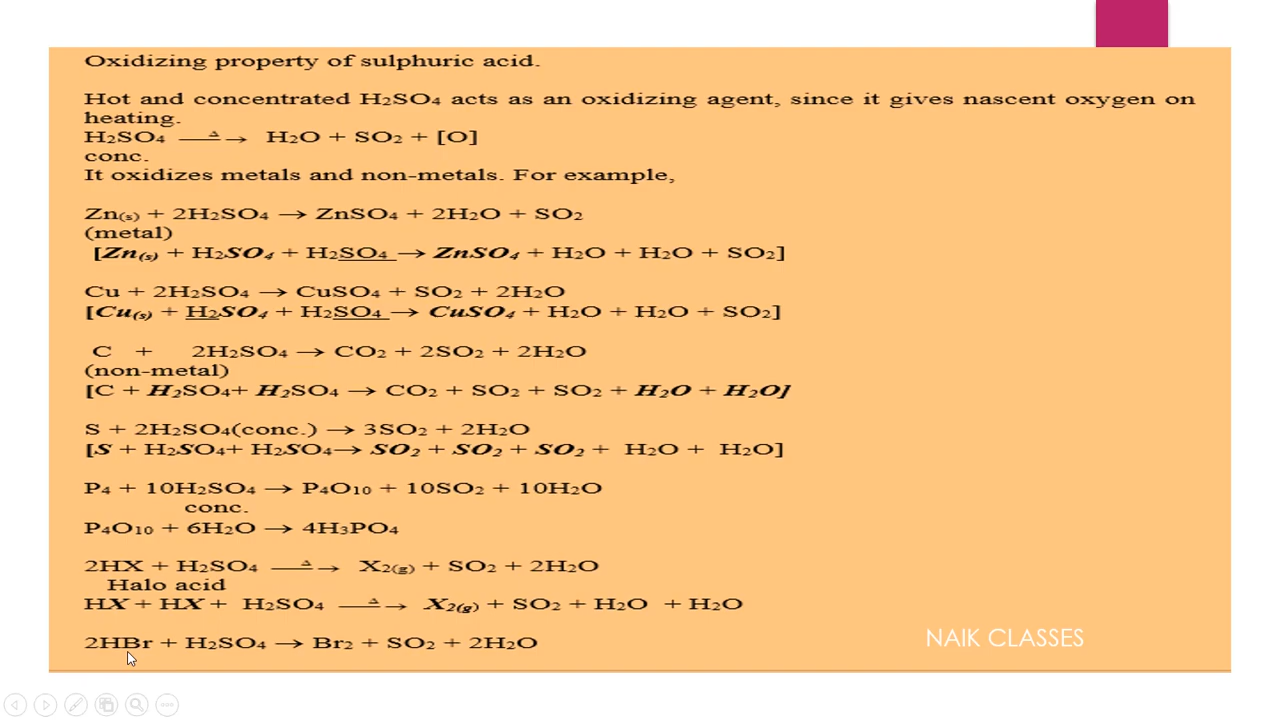 Oxidizing property of sulphuric acid.
Hot and concentrated H₂SO₄ acts as an oxidizing agent, since it gives nascent oxygen on
heating.
H₂SO₄ —Δ→ H₂O + SO₂ + [O]
conc.
It oxidizes metals and non-metals. For example,
Zn₍ₛ₎ + 2H₂SO₄ → ZnSO₄ + 2H₂O + SO₂
(metal)
[Zn₍ₛ₎ + H₂SO₄ + H₂SO₄ → ZnSO₄ + H₂O + H₂O + SO₂]
Cu + 2H₂SO₄ → CuSO₄ + SO₂ + 2H₂O
[Cu₍ₛ₎ + H₂SO₄ + H₂SO₄ → CuSO₄ + H₂O + H₂O + SO₂]
C + 2H₂SO₄ → CO₂ + 2SO₂ + 2H₂O
(non-metal)
[C + H₂SO₄+ H₂SO₄ → CO₂ + SO₂ + SO₂ + H₂O + H₂O]
S + 2H₂SO₄(conc.) → 3SO₂ + 2H₂O
[S + H₂SO₄+ H₂SO₄→ SO₂ + SO₂ + SO₂ + H₂O + H₂O]
P₄ + 10H₂SO₄ → P₄O₁₀ + 10SO₂ + 10H₂O
conc.
P₄O₁₀ + 6H₂O → 4H₃PO₄
2HX + H₂SO₄ —Δ→ X₂₍g₎ + SO₂ + 2H₂O
Halo acid
HX + HX + H₂SO₄ —Δ→ X₂₍g₎ + SO₂ + H₂O + H₂O
2HBr + H₂SO₄ → Br₂ + SO₂ + 2H₂O
NAIK CLASSES